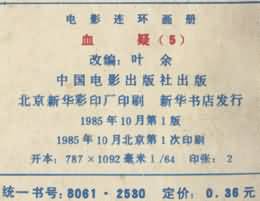 电影连环画册
血疑(5)
改编:叶余
中国电影出版社出版
北京新华彩印厂印刷 新华书店发行
1985年10月第1版
1985年10月北京第1次印刷
开本:787×1092毫米1/64 印张:2
统一书号:8061·2530 定价:0.36元